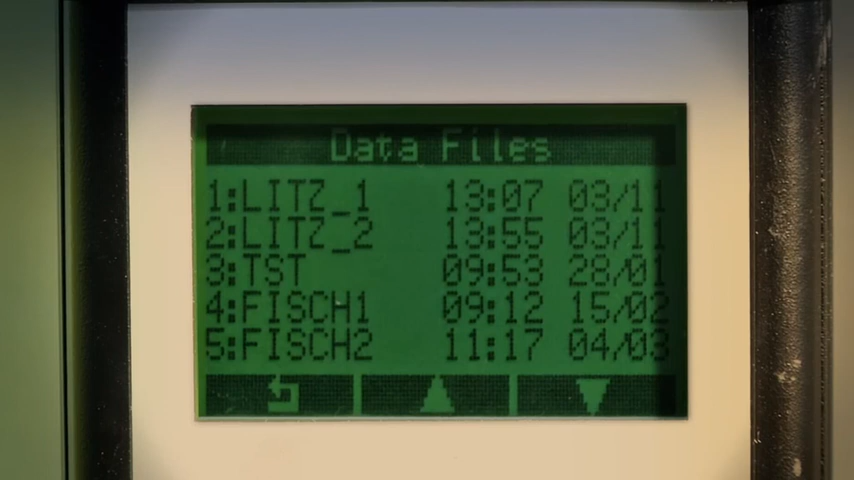 Data Files
1:LITZ_1 13:07 03/11
2:LITZ_2 13:55 03/11
3:TST 09:53 28/01
4:FISCH1 09:12 15/02
5:FISCH2 11:17 04/03